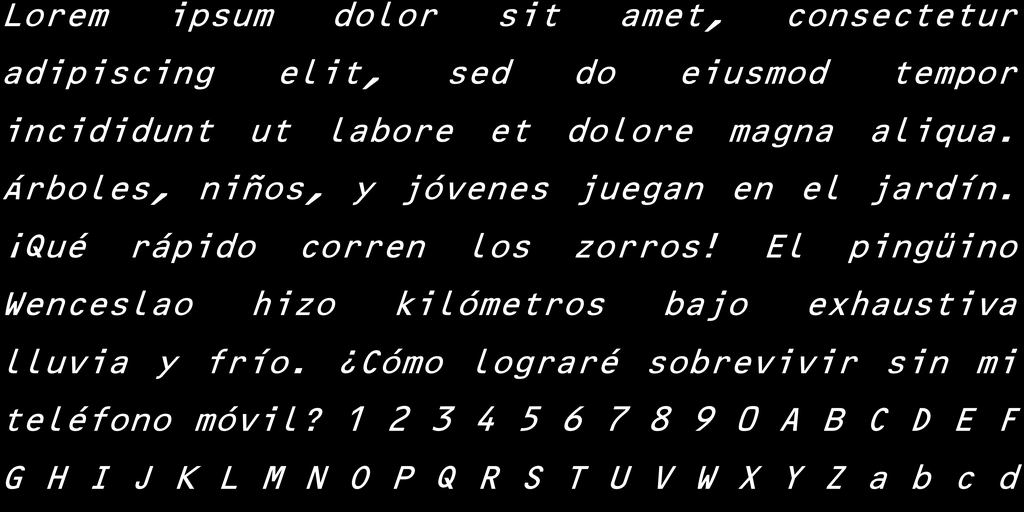 Lorem ipsum dolor sit amet, consectetur
adipiscing elit, sed do eiusmod tempor
incididunt ut labore et dolore magna aliqua.
Árboles, niños, y jóvenes juegan en el jardín.
¡Qué rápido corren los zorros! El pingüino
Wenceslao hizo kilómetros bajo exhaustiva
lluvia y frío. ¿Cómo lograré sobrevivir sin mi
teléfono móvil? 1 2 3 4 5 6 7 8 9 0 A B C D E F
G H I J K L M N O P Q R S T U V W X Y Z a b c d